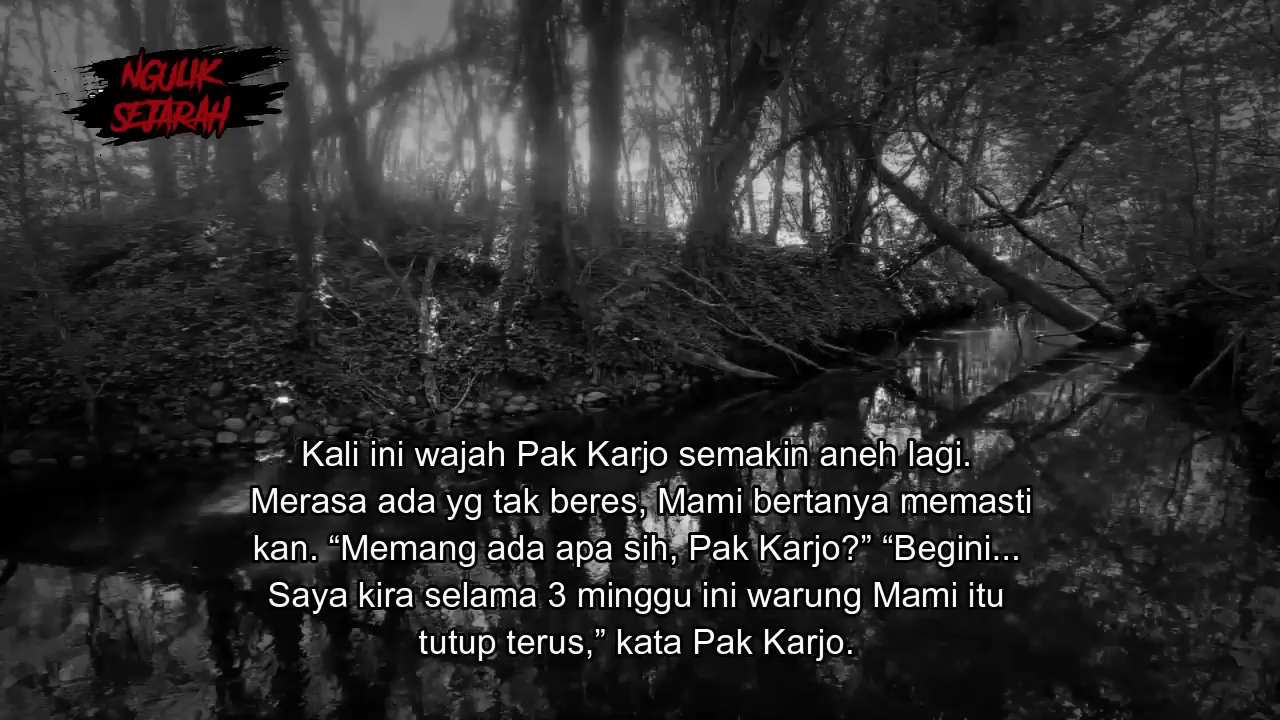 NGULIK
SEJARAH
Kali ini wajah Pak Karjo semakin aneh lagi.
Merasa ada yg tak beres, Mami bertanya memasti
kan. “Memang ada apa sih, Pak Karjo?” “Begini...
Saya kira selama 3 minggu ini warung Mami itu
tutup terus,” kata Pak Karjo.